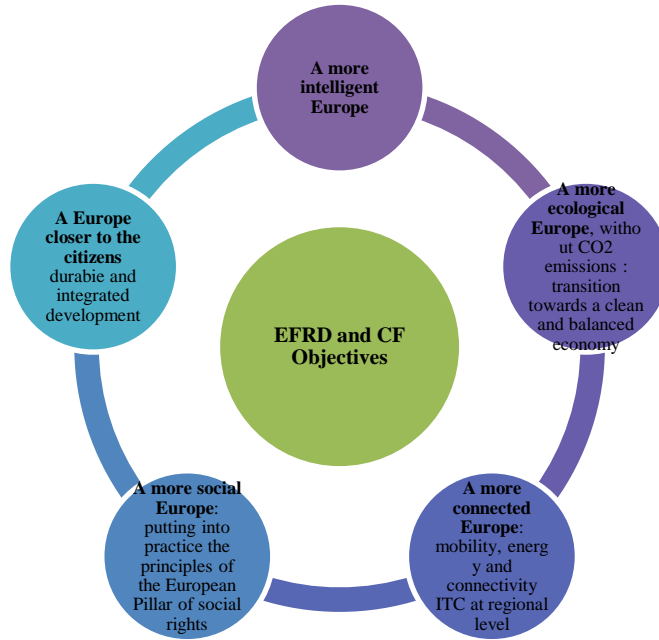 A more
intelligent
Europe
A more
ecological
Europe, witho
ut CO2
emissions :
transition
towards a clean
and balanced
economy
A more
connected
Europe:
mobility, energ
y and
connectivity
ITC at regional
level
A more social
Europe:
putting into
practice the
principles of
the European
Pillar of social
rights
A Europe
closer to the
citizens
durabie and
integrated
development
EFRD and CF
Objectives